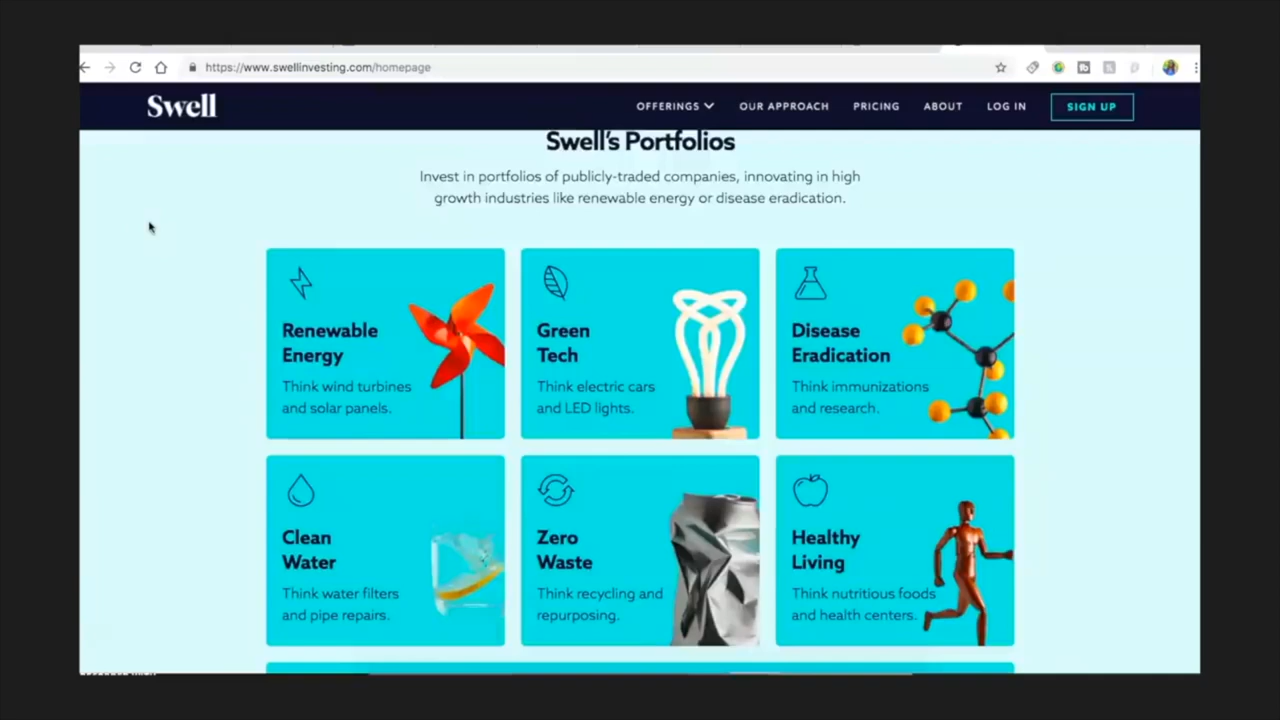 https://www.swellinvesting.com/homepage
Swell
OFFERINGS
OUR APPROACH
PRICING
ABOUT
LOG IN
SIGN UP
Swell's Portfolios
Invest in portfolios of publicly-traded companies, innovating in high
growth industries like renewable energy or disease eradication.
Renewable
Energy
Think wind turbines
and solar panels.
Green
Tech
Think electric cars
and LED lights.
Disease
Eradication
Think immunizations
and research.
Clean
Water
Think water filters
and pipe repairs.
Zero
Waste
Think recycling and
repurposing.
Healthy
Living
Think nutritious foods
and health centers.